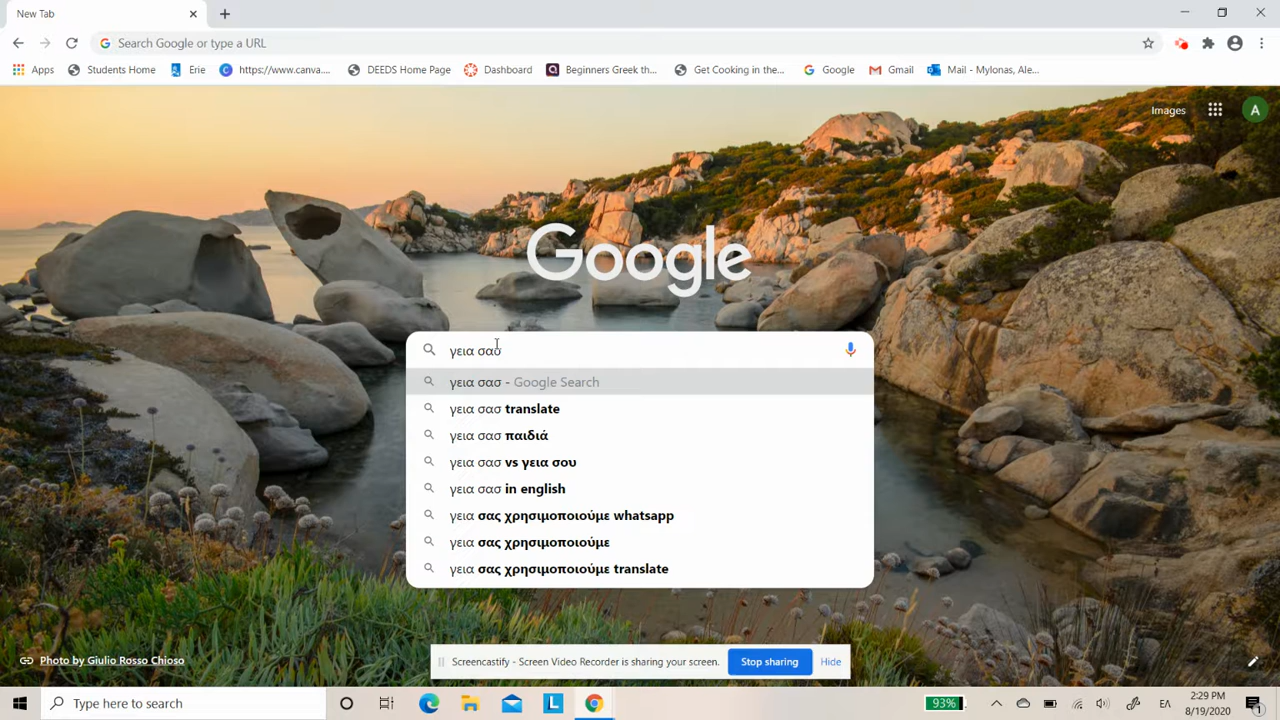 New Tab
Search Google or type a URL
Apps Students Home Erie https://www.canva.... DEEDS Home Page Dashboard Beginners Greek th... Get Cooking in the... Google Gmail Mail - Mylonas, Ale...
Images A
Google
γεια σασ
γεια σασ - Google Search
γεια σασ translate
γεια σασ παιδιά
γεια σασ vs γεια σου
γεια σασ in english
γεια σας χρησιμοποιούμε whatsapp
γεια σας χρησιμοποιούμε
γεια σας χρησιμοποιούμε translate
Photo by Giulio Rosso Chioso
Screencastify - Screen Video Recorder is sharing your screen. Stop sharing Hide
Type here to search L 93% ΕΛ 2:29 PM
8/19/2020 1